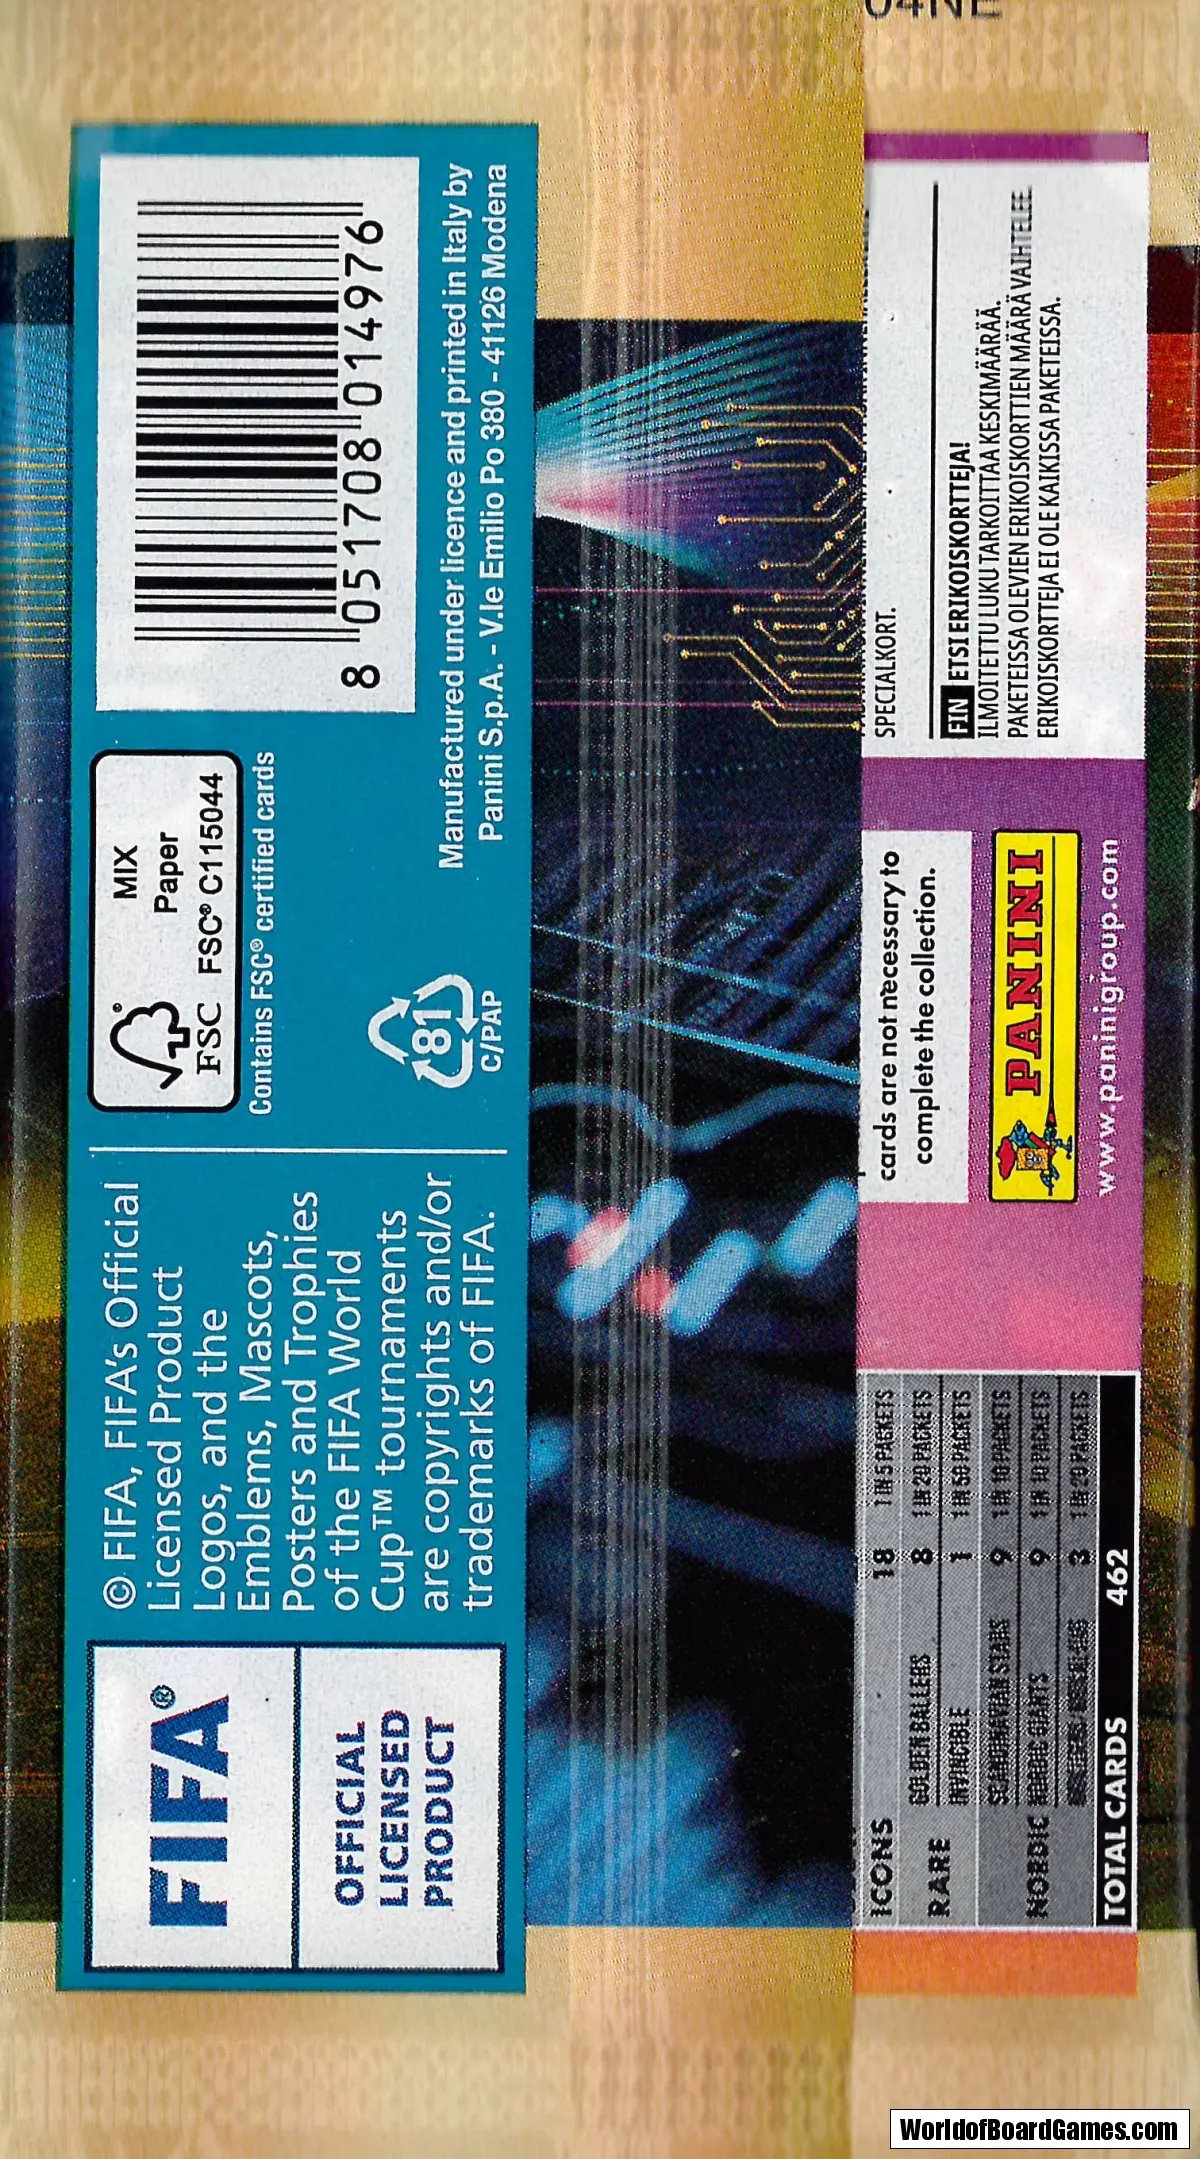 04NE
FIFA®
OFFICIAL
LICENSED
PRODUCT
© FIFA, FIFA's Official
Licensed Product
Logos, and the
Emblems, Mascots,
Posters and Trophies
of the FIFA World
Cup™ tournaments
are copyrights and/or
trademarks of FIFA.
FSC®
MIX
Paper
FSC® C115044
Contains FSC® certified cards
81
C/PAP
8 051708 014976
Manufactured under licence and printed in Italy by
Panini S.p.A. - V.le Emilio Po 380 - 41126 Modena
ICONS 18 1 IN 5 PACKETS
RARE
GOLDEN BALLERS 8 1 IN 20 PACKETS
INVINCIBLE 1 1 IN 60 PACKETS
NORDIC
SCANDINAVIAN STARS 9 1 IN 10 PACKETS
NORDIC GIANTS 9 1 IN 10 PACKETS
3
TOTAL CARDS 462
cards are not necessary to
complete the collection.
PANINI
www.paninigroup.com
SPECIALKORT.
FIN ETSI ERIKOISKORTTEJA!
ILMOITETTU LUKU TARKOITTAA KESKIMÄÄRÄÄ.
PAKETEISSA OLEVIEN ERIKOISKORTTIEN MÄÄRÄ VAIHTELEE.
ERIKOISKORTTEJA EI OLE KAIKISSA PAKETEISSA.
WorldofBoardGames.com